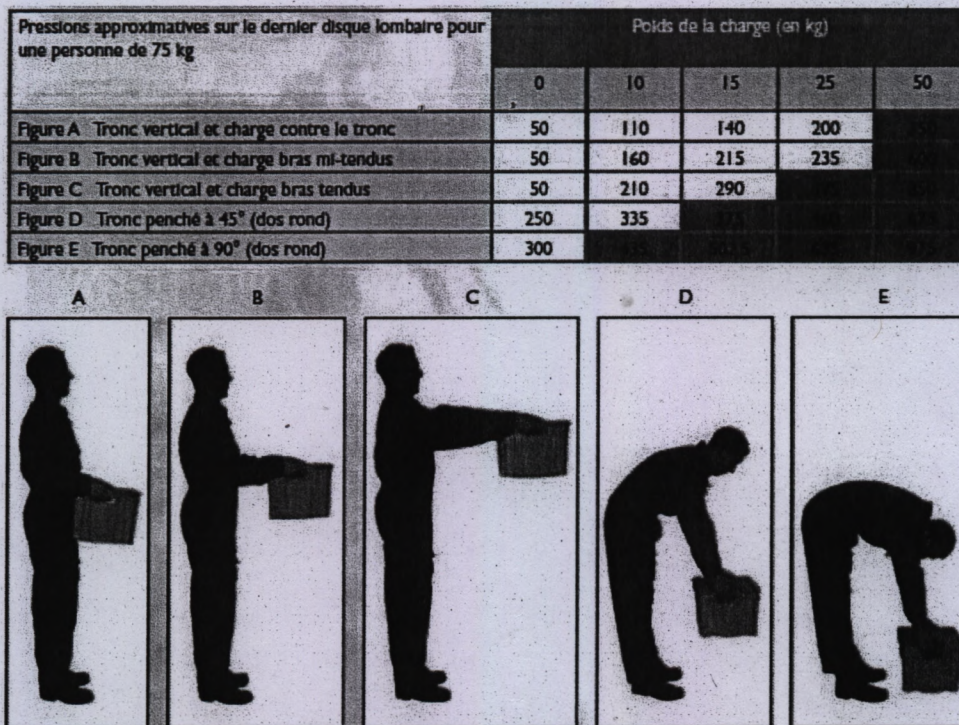 Pressions approximatives sur le dernier disque lombaire pour
une personne de 75 kg
Poids de la charge (en kg)
0 10 15 25 50
Figure A Tronc vertical et charge contre le tronc 50 110 140 200
Figure B Tronc vertical et charge bras mi-tendus 50 160 215 235
Figure C Tronc vertical et charge bras tendus 50 210 290
Figure D Tronc penché à 45° (dos rond) 250 335
Figure E Tronc penché à 90° (dos rond) 300
A B C D E